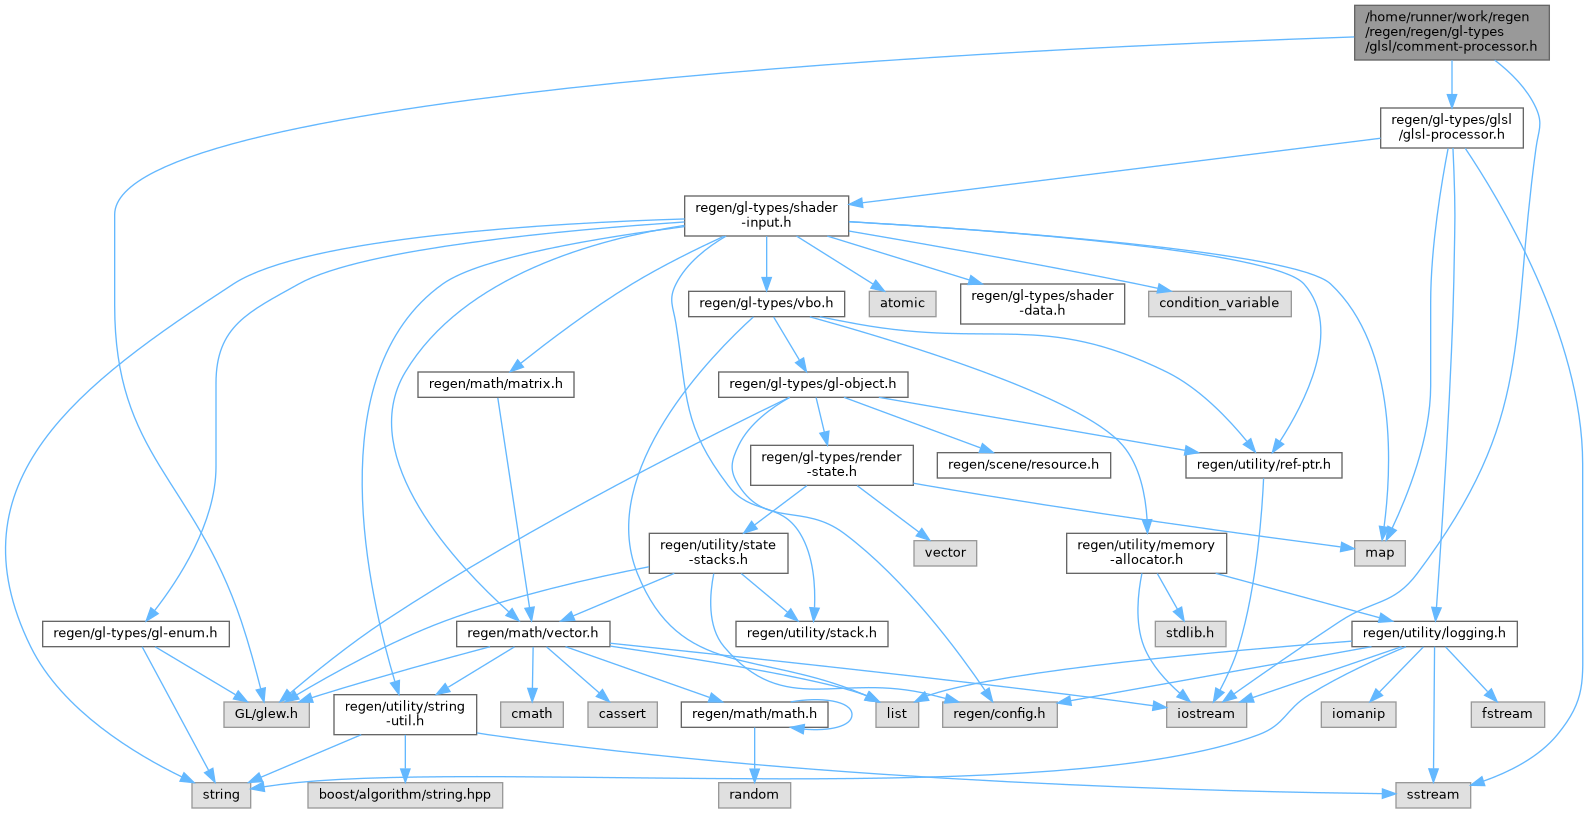 /home/runner/work/regen
/regen/regen/gl-types
/glsl/comment-processor.h
regen/gl-types/glsl
/glsl-processor.h
regen/gl-types/shader
-input.h
regen/gl-types/vbo.h
atomic
regen/gl-types/shader
-data.h
condition_variable
regen/math/matrix.h
regen/gl-types/gl-object.h
regen/gl-types/render
-state.h
regen/scene/resource.h
regen/utility/ref-ptr.h
regen/utility/state
-stacks.h
vector
regen/utility/memory
-allocator.h
map
regen/gl-types/gl-enum.h
regen/math/vector.h
regen/utility/stack.h
stdlib.h
regen/utility/logging.h
GL/glew.h
regen/utility/string
-util.h
cmath
cassert
regen/math/math.h
list
regen/config.h
iostream
iomanip
fstream
string
boost/algorithm/string.hpp
random
sstream